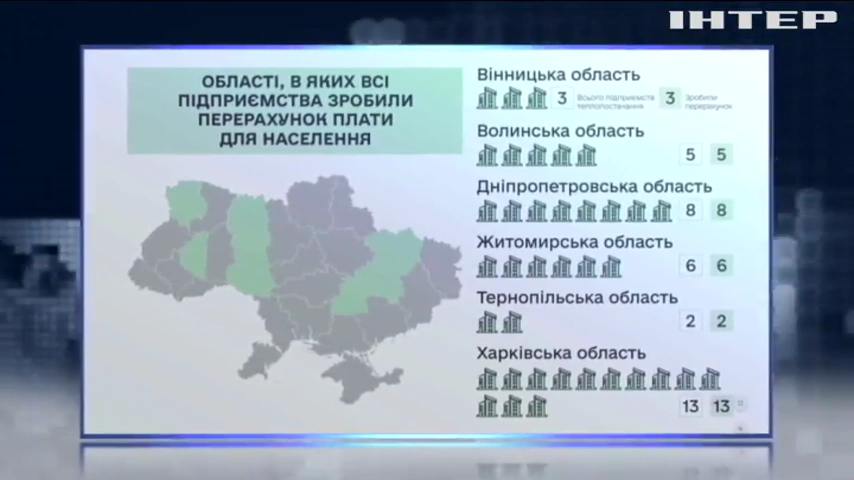 ІНТЕР
ОБЛАСТІ, В ЯКИХ ВСІ
ПІДПРИЄМСТВА ЗРОБИЛИ
ПЕРЕРАХУНОК ПЛАТИ
ДЛЯ НАСЕЛЕННЯ
Вінницька область
3 Всього підприємств теплопостачання 3 Зробили перерахунок
Волинська область
5 5
Дніпропетровська область
8 8
Житомирська область
6 6
Тернопільська область
2 2
Харківська область
13 13